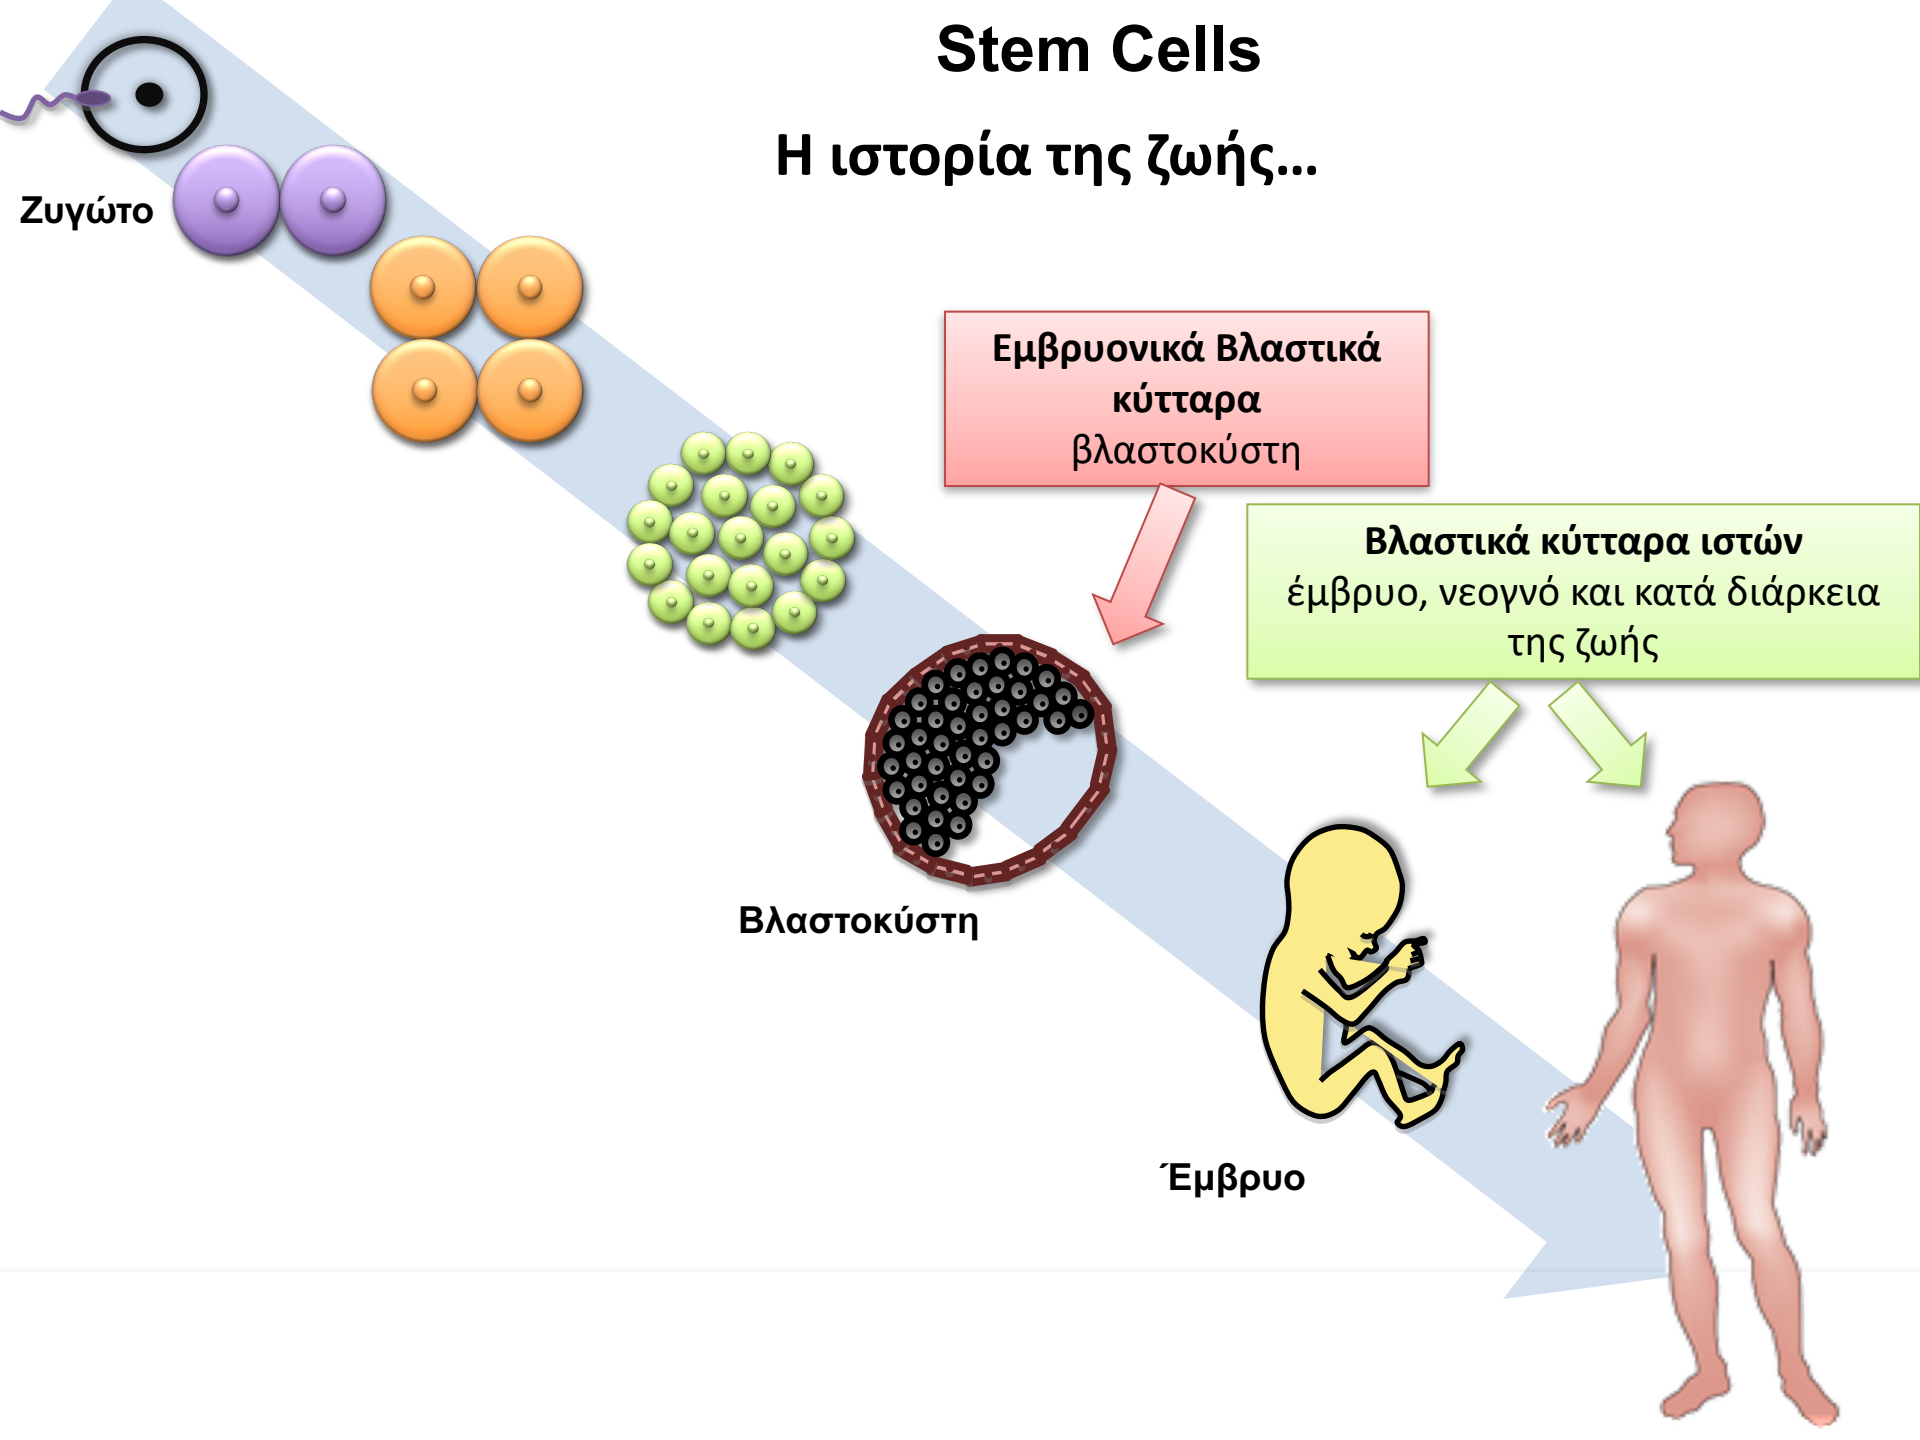 Stem Cells
Η ιστορία της ζωής...
Ζυγώτο
Εμβρυονικά Βλαστικά
κύτταρα
βλαστοκύστη
Βλαστικά κύτταρα ιστών
έμβρυο, νεογνό και κατά διάρκεια
της ζωής
Βλαστοκύστη
Έμβρυο